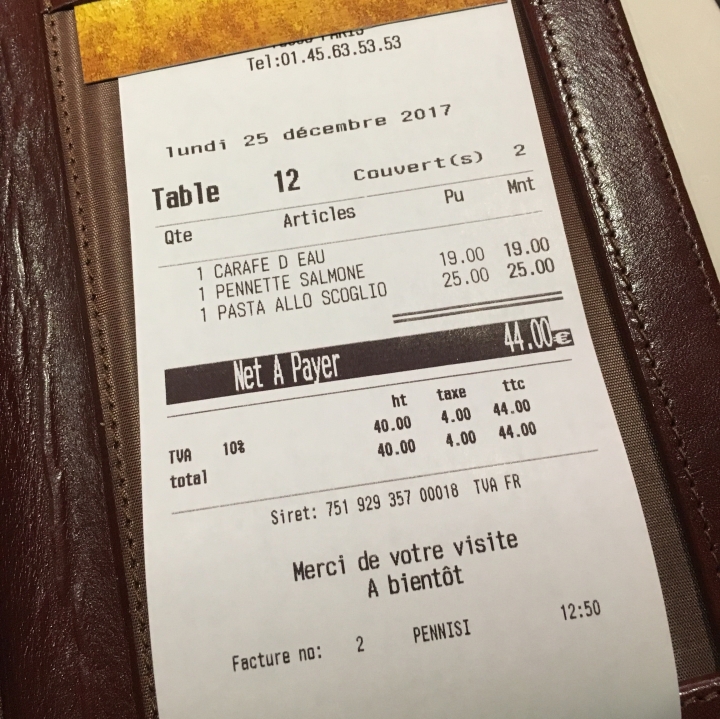 Tel:01.45.63.53.53
lundi 25 décembre 2017
Table 12 Couvert(s) 2
Qte Articles Pu Mnt
1 CARAFE D EAU
1 PENNETTE SALMONE 19.00 19.00
1 PASTA ALLO SCOGLIO 25.00 25.00
Net A Payer 44.00€
ht taxe ttc
TVA 10% 40.00 4.00 44.00
total 40.00 4.00 44.00
Siret: 751 929 357 00018 TVA FR
Merci de votre visite
A bientôt
Facture no: 2 PENNISI 12:50